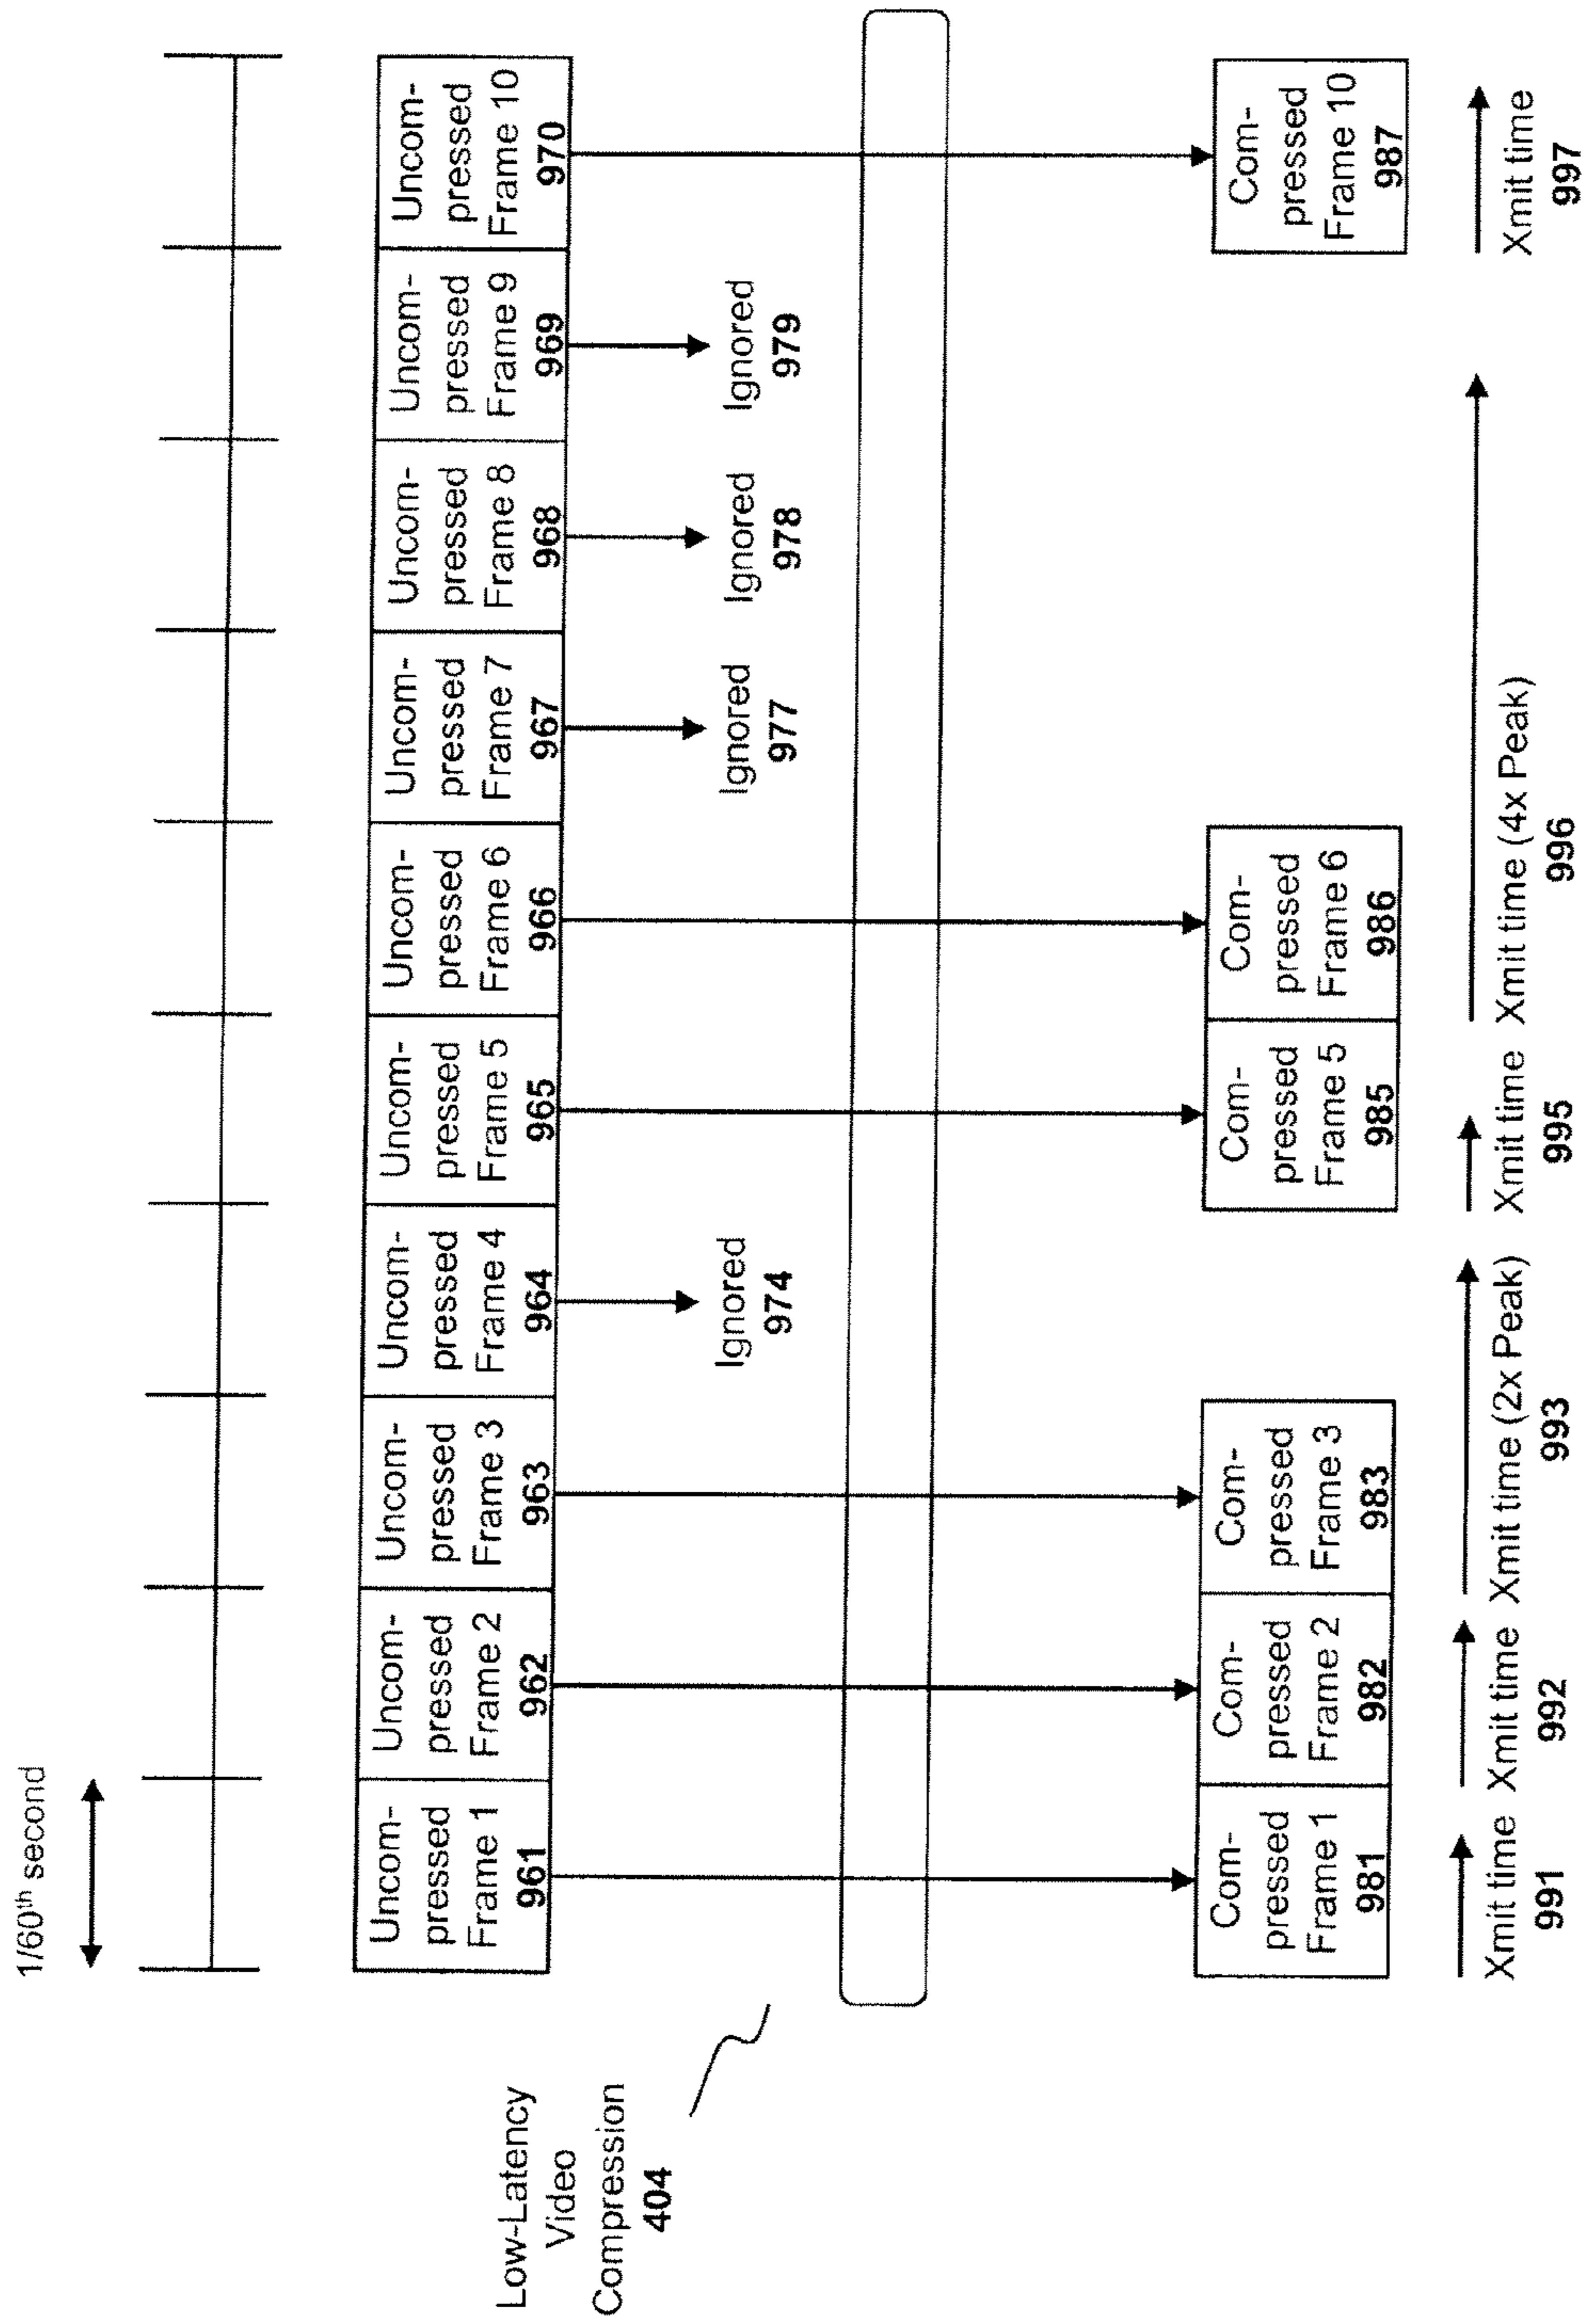 1/60th second
Uncom-
pressed
Frame 1
961
Uncom-
pressed
Frame 2
962
Uncom-
pressed
Frame 3
963
Uncom-
pressed
Frame 4
964
Uncom-
pressed
Frame 5
965
Uncom-
pressed
Frame 6
966
Uncom-
pressed
Frame 7
967
Uncom-
pressed
Frame 8
968
Uncom-
pressed
Frame 9
969
Uncom-
pressed
Frame 10
970
Ignored
974
Ignored
977
Ignored
978
Ignored
979
Low-Latency
Video
Compression
404
Com-
pressed
Frame 1
981
Com-
pressed
Frame 2
982
Com-
pressed
Frame 3
983
Com-
pressed
Frame 5
985
Com-
pressed
Frame 6
986
Com-
pressed
Frame 10
987
Xmit time
991
Xmit time
992
Xmit time (2x Peak)
993
Xmit time
995
Xmit time (4x Peak)
996
Xmit time
997